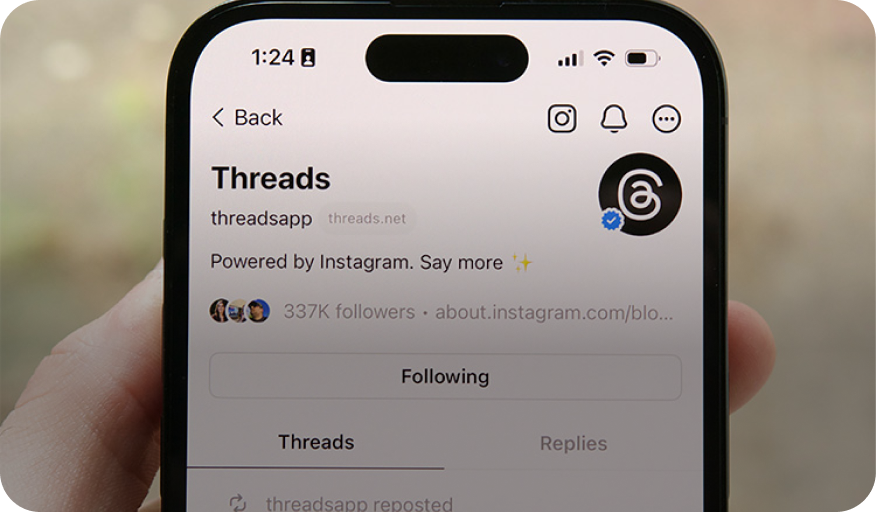 1:24
Back
Threads
threadsapp threads.net
Powered by Instagram. Say more ✨
337K followers • about.instagram.com/blo...
Following
Threads Replies
threadsapp reposted